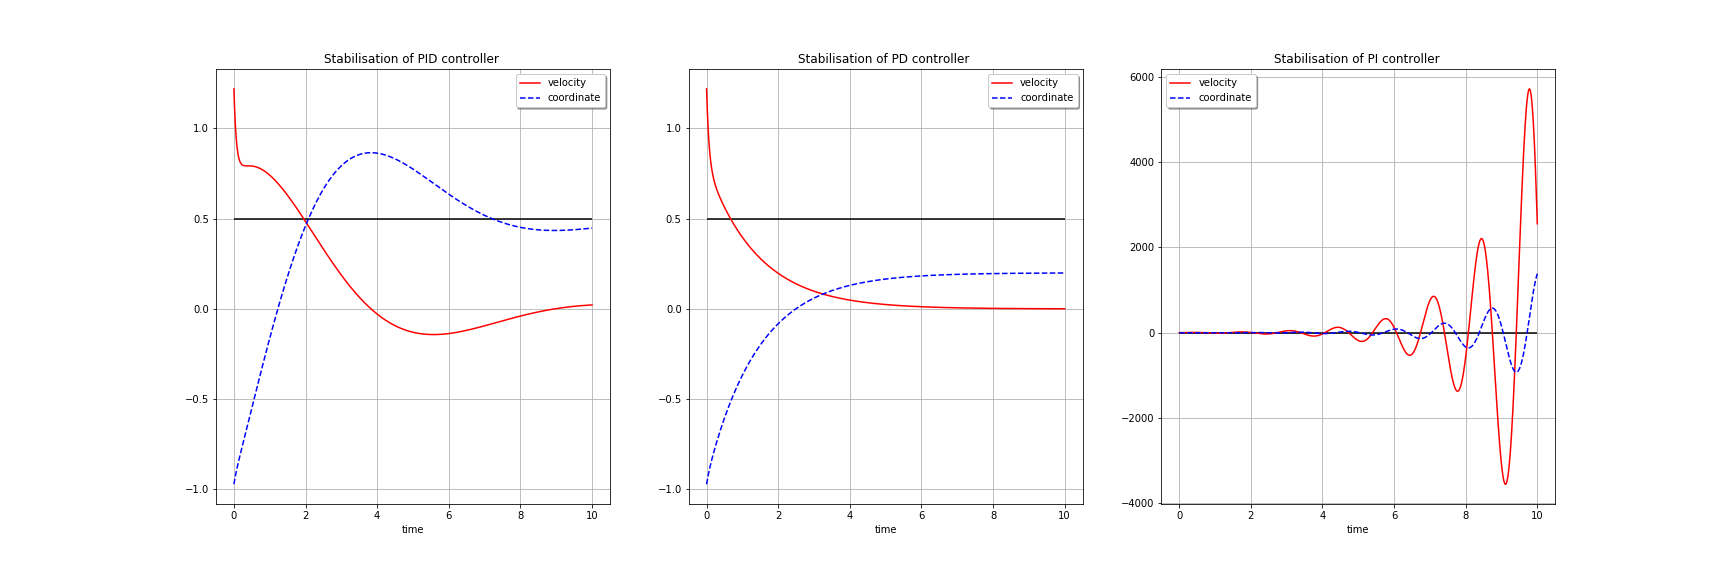 Stabilisation of PID controller
velocity
coordinate
1.0
0.5
0.0
−0.5
−1.0
0 2 4 6 8 10
time
Stabilisation of PD controller
velocity
coordinate
1.0
0.5
0.0
−0.5
−1.0
0 2 4 6 8 10
time
Stabilisation of PI controller
velocity
coordinate
6000
4000
2000
0
−2000
−4000
0 2 4 6 8 10
time